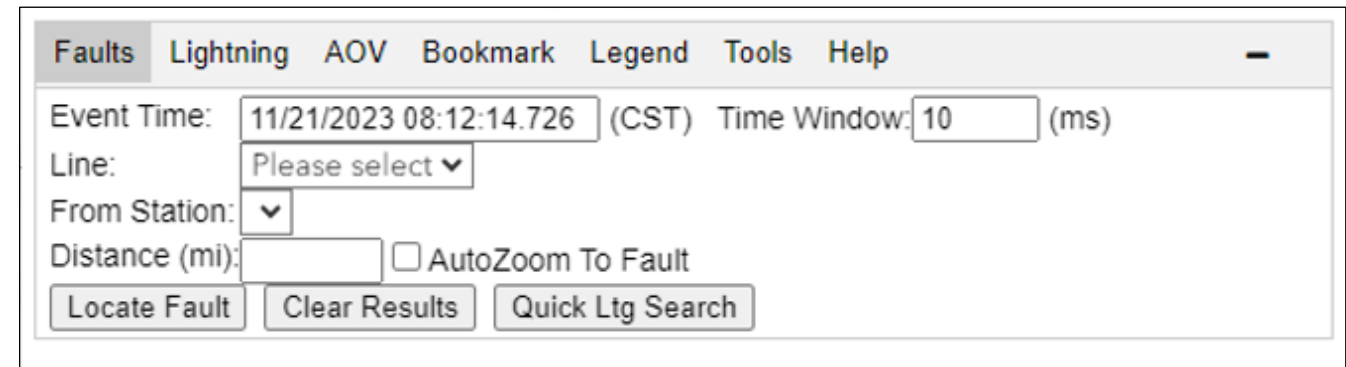 Faults Lightning AOV Bookmark Legend Tools Help
Event Time: 11/21/2023 08:12:14.726 (CST) Time Window: 10 (ms)
Line: Please select
From Station:
Distance (mi): AutoZoom To Fault
Locate Fault Clear Results Quick Ltg Search